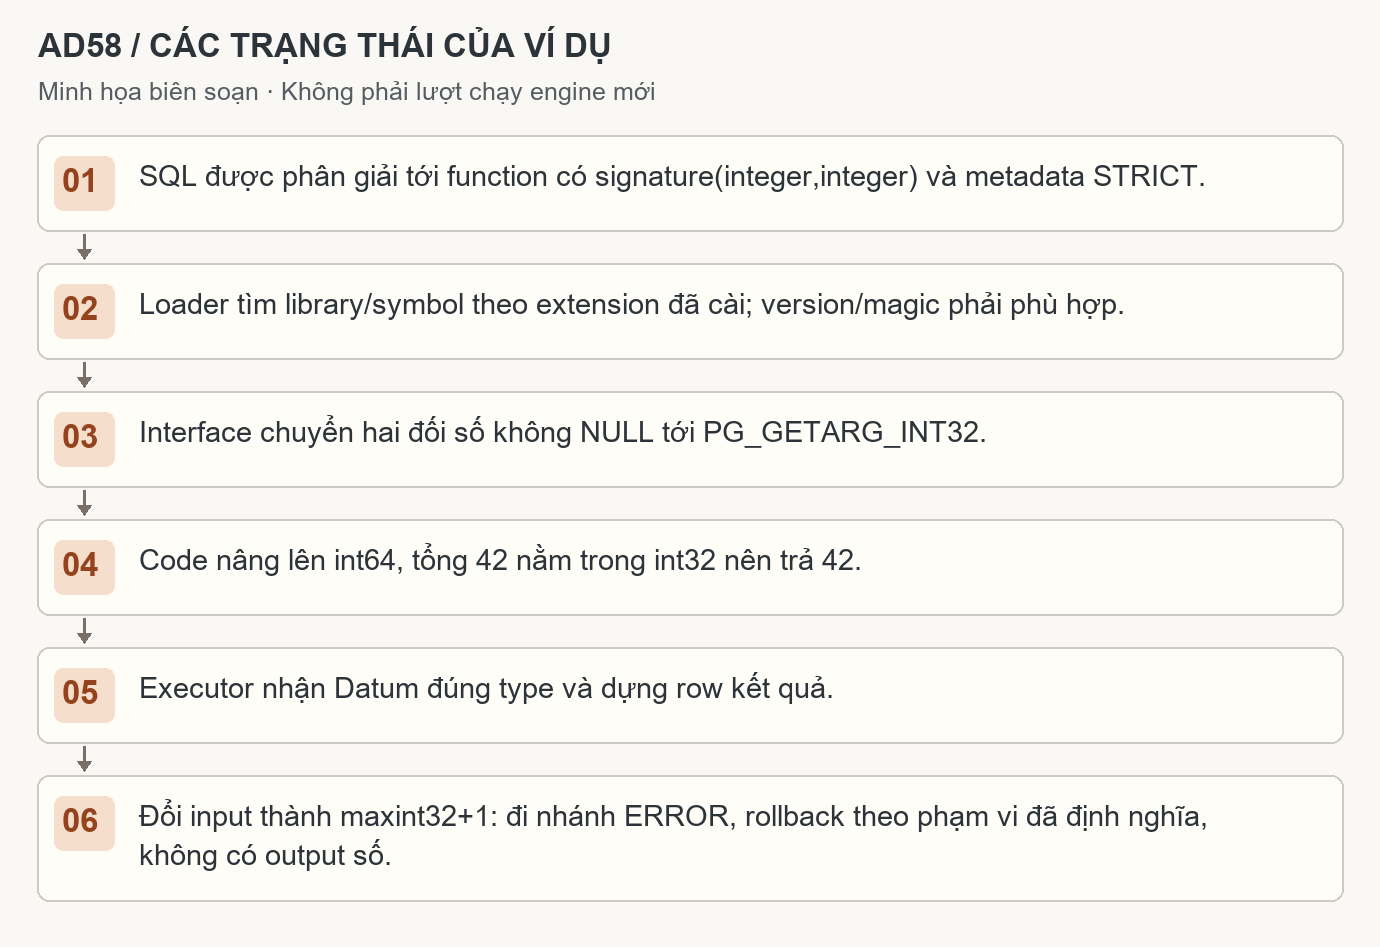 AD58 / CÁC TRẠNG THÁI CỦA VÍ DỤ
Minh họa biên soạn · Không phải lượt chạy engine mới
01
SQL được phân giải tới function có signature(integer,integer) và metadata STRICT.
02
Loader tìm library/symbol theo extension đã cài; version/magic phải phù hợp.
03
Interface chuyển hai đối số không NULL tới PG_GETARG_INT32.
04
Code nâng lên int64, tổng 42 nằm trong int32 nên trả 42.
05
Executor nhận Datum đúng type và dựng row kết quả.
06
Đổi input thành maxint32+1: đi nhánh ERROR, rollback theo phạm vi đã định nghĩa,
không có output số.